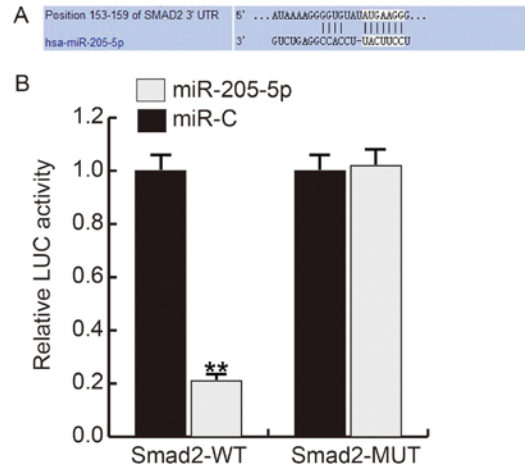 A
Position 153-159 of SMAD2 3' UTR 5' ...AUAAAAGGGGUGUAUAUGAAGGG...
hsa-miR-205-5p 3' GUCUGAGGCCACCU-UACUUCCU
B
miR-205-5p
miR-C
Relative LUC activity
1.2
1.0
0.8
0.6
0.4
0.2
0
**
Smad2-WT Smad2-MUT